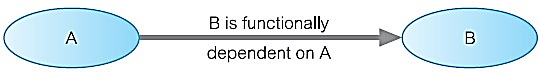 A
B is functionally
dependent on A
B